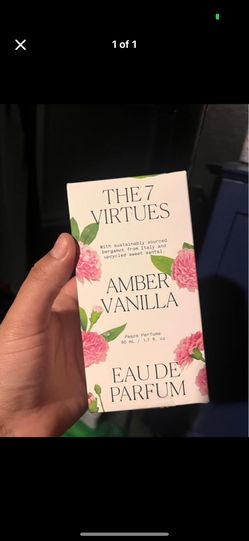 1 of 1
THE 7
VIRTUES
With sustainably sourced
bergamot from Italy and
upcycled sweet santal.
AMBER
VANILLA
Peace Perfume
50 mL / 1.7 fl. oz
EAU DE
PARFUM